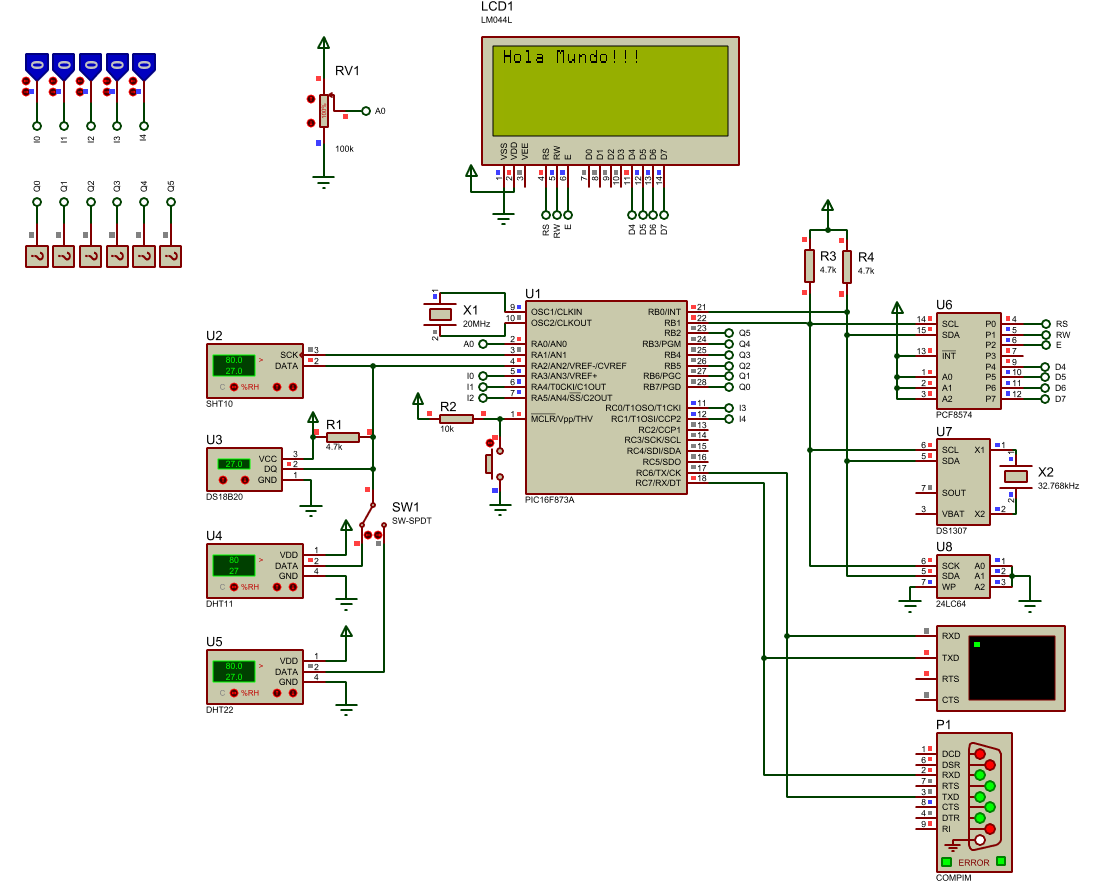 LCD1
LM044L
Hola Mundo!!!
VSS VDD VEE RS RW E D0 D1 D2 D3 D4 D5 D6 D7
1 2 3 4 5 6 7 8 9 10 11 12 13 14
RS RW E D4 D5 D6 D7
0 0 0 0 0
I0 I1 I2 I3 I4
Q0 Q1 Q2 Q3 Q4 Q5
? ? ? ? ? ?
RV1
A0
100k
R3
4.7k
R4
4.7k
X1
20MHz
1
2
U1
9 OSC1/CLKIN
10 OSC2/CLKOUT
A0 2 RA0/AN0
3 RA1/AN1
4 RA2/AN2/VREF-/CVREF
I0 5 RA3/AN3/VREF+
I1 6 RA4/T0CKI/C1OUT
I2 7 RA5/AN4/SS/C2OUT
1 MCLR/Vpp/THV
RB0/INT 21
RB1 22
RB2 23 Q5
RB3/PGM 24 Q4
RB4 25 Q3
RB5 26 Q2
RB6/PGC 27 Q1
RB7/PGD 28 Q0
RC0/T1OSO/T1CKI 11 I3
RC1/T1OSI/CCP2 12 I4
RC2/CCP1 13
RC3/SCK/SCL 14
RC4/SDI/SDA 15
RC5/SDO 16
RC6/TX/CK 17
RC7/RX/DT 18
PIC16F873A
R2
10k
U2
80.0 >
27.0
C %RH
SCK 3
DATA 2
SHT10
R1
4.7k
U3
27.0
VCC 3
DQ 2
GND 1
DS18B20
SW1
SW-SPDT
U4
80 >
27
C %RH
VDD 1
DATA 2
GND 4
DHT11
U5
80.0 >
27.0
C %RH
VDD 1
DATA 2
GND 4
DHT22
U6
14 SCL P0 4 RS
15 SDA P1 5 RW
P2 6 E
13 INT P3 7
P4 9 D4
1 A0 P5 10 D5
2 A1 P6 11 D6
3 A2 P7 12 D7
PCF8574
U7
6 SCL X1 1
5 SDA
7 SOUT
3 VBAT X2 2
DS1307
X2
32.768kHz
1
2
U8
6 SCK A0 1
5 SDA A1 2
7 WP A2 3
24LC64
RXD
TXD
RTS
CTS
P1
1 DCD
6 DSR
2 RXD
7 RTS
3 TXD
8 CTS
4 DTR
9 RI
ERROR
COMPIM